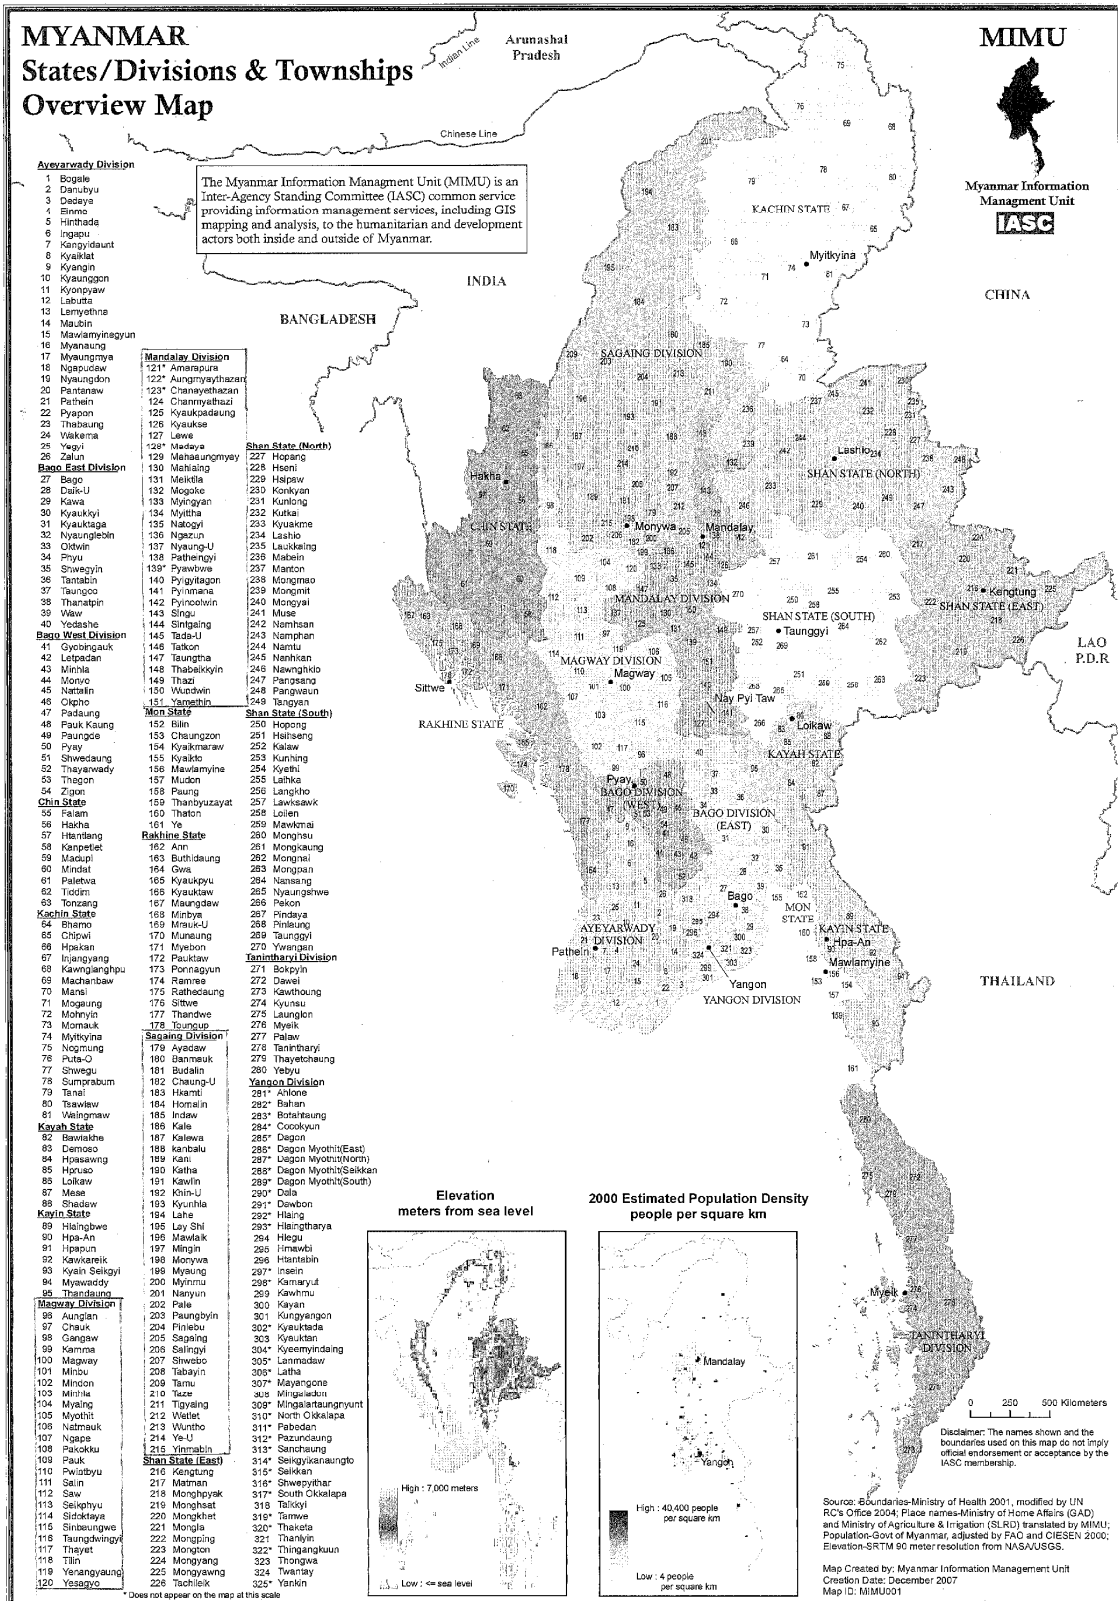 MYANMAR
States/Divisions & Townships
Overview Map
MIMU
Myanmar Information
Managment Unit
IASC
The Myanmar Information Managment Unit (MIMU) is an
Inter-Agency Standing Committee (IASC) common service
providing information management services, including GIS
mapping and analysis, to the humanitarian and development
actors both inside and outside of Myanmar.
Ayeyarwady Division
1 Bogale
2 Danubyu
3 Dedaye
4 Einme
5 Hinthada
6 Ingapu
7 Kangyidaunt
8 Kyaiklat
9 Kyangin
10 Kyaunggon
11 Kyonpyaw
12 Labutta
13 Lemyethna
14 Maubin
15 Mawlamyinegyun
16 Myanaung
17 Myaungmya
18 Ngapudaw
19 Nyaungdon
20 Pantanaw
21 Pathein
22 Pyapon
23 Thabaung
24 Wakema
25 Yegyi
26 Zalun
Bago East Division
27 Bago
28 Daik-U
29 Kawa
30 Kyaukkyi
31 Kyauktaga
32 Nyaunglebin
33 Oktwin
34 Phyu
35 Shwegyin
36 Tantabin
37 Taungoo
38 Thanatpin
39 Waw
40 Yedashe
Bago West Division
41 Gyobingauk
42 Letpadan
43 Minhla
44 Monyo
45 Nattalin
46 Okpho
47 Padaung
48 Pauk Kaung
49 Paungde
50 Pyay
51 Shwedaung
52 Thayarwady
53 Thegon
54 Zigon
Chin State
55 Falam
56 Hakha
57 Htantlang
58 Kanpetlet
59 Madupi
60 Mindat
61 Paletwa
62 Tiddim
63 Tonzang
Kachin State
64 Bhamo
65 Chipwi
66 Hpakan
67 Injangyang
68 Kawnglanghpu
69 Machanbaw
70 Mansi
71 Mogaung
72 Mohnyin
73 Momauk
74 Myitkyina
75 Nogmung
76 Puta-O
77 Shwegu
78 Sumprabum
79 Tanai
80 Tsawlaw
81 Waingmaw
Kayah State
82 Bawlakhe
83 Demoso
84 Hpasawng
85 Hpruso
86 Loikaw
87 Mese
88 Shadaw
Kayin State
89 Hlaingbwe
90 Hpa-An
91 Hpapun
92 Kawkareik
93 Kyain Seikgyi
94 Myawaddy
95 Thandaung
Magway Division
96 Aunglan
97 Chauk
98 Gangaw
99 Kamma
100 Magway
101 Minbu
102 Mindon
103 Minhla
104 Myaing
105 Myothit
106 Natmauk
107 Ngape
108 Pakokku
109 Pauk
110 Pwintbyu
111 Salin
112 Saw
113 Seikphyu
114 Sidoktaya
115 Sinbaungwe
116 Taungdwingyi
117 Thayet
118 Tilin
119 Yenangyaung
120 Yesagyo
Mandalay Division
121* Amarapura
122* Aungmyaythazan
123* Chanayethazan
124 Chanmyathazi
125 Kyaukpadaung
126 Kyaukse
127 Lewe
128* Madaya
129 Mahaaungmyay
130 Mahlaing
131 Meiktila
132 Mogoke
133 Myingyan
134 Myittha
135 Natogyi
136 Ngazun
137 Nyaung-U
138 Patheingyi
139* Pyawbwe
140 Pyigyitagon
141 Pyinmana
142 Pyinoolwin
143 Singu
144 Sintgaing
145 Tada-U
146 Tatkon
147 Taungtha
148 Thabeikkyin
149 Thazi
150 Wundwin
151 Yamethin
Mon State
152 Bilin
153 Chaungzon
154 Kyaikmaraw
155 Kyaikto
156 Mawlamyine
157 Mudon
158 Paung
159 Thanbyuzayat
160 Thaton
161 Ye
Rakhine State
162 Ann
163 Buthidaung
164 Gwa
165 Kyaukpyu
166 Kyauktaw
167 Maungdaw
168 Minbya
169 Mrauk-U
170 Munaung
171 Myebon
172 Pauktaw
173 Ponnagyun
174 Ramree
175 Rathedaung
176 Sittwe
177 Thandwe
178 Toungup
Sagaing Division
179 Ayadaw
180 Banmauk
181 Budalin
182 Chaung-U
183 Hkamti
184 Homalin
185 Indaw
186 Kale
187 Kalewa
188 kanbalu
189 Kani
190 Katha
191 Kawlin
192 Khin-U
193 Kyunhla
194 Lahe
195 Lay Shi
196 Mawlaik
197 Mingin
198 Monywa
199 Myaung
200 Myinmu
201 Nanyun
202 Pale
203 Paungbyin
204 Pinlebu
205 Sagaing
206 Salingyi
207 Shwebo
208 Tabayin
209 Tamu
210 Taze
211 Tigyaing
212 Wetlet
213 Wuntho
214 Ye-U
215 Yinmabin
Shan State (East)
216 Kengtung
217 Matman
218 Monghpyak
219 Monghsat
220 Mongkhet
221 Mongla
222 Mongping
223 Mongton
224 Mongyang
225 Mongyawng
226 Tachileik
Shan State (North)
227 Hopang
228 Hseni
229 Hsipaw
230 Konkyan
231 Kunlong
232 Kutkai
233 Kyuakme
234 Lashio
235 Laukkaing
236 Mabein
237 Manton
238 Mongmao
239 Mongmit
240 Mongyai
241 Muse
242 Namhsan
243 Namphan
244 Namtu
245 Nanhkan
246 Nawnghkio
247 Pangsang
248 Pangwaun
249 Tangyan
Shan State (South)
250 Hopong
251 Hsihseng
252 Kalaw
253 Kunhing
254 Kyethi
255 Laihka
256 Langkho
257 Lawksawk
258 Loilen
259 Mawkmai
260 Monghsu
261 Mongkaung
262 Mongnai
263 Mongpan
264 Nansang
265 Nyaungshwe
266 Pekon
267 Pindaya
268 Pinlaung
269 Taunggyi
270 Ywangan
Tanintharyi Division
271 Bokpyin
272 Dawei
273 Kawthoung
274 Kyunsu
275 Launglon
276 Myeik
277 Palaw
278 Tanintharyi
279 Thayetchaung
280 Yebyu
Yangon Division
281* Ahlone
282* Bahan
283* Botahtaung
284* Cocokyun
285* Dagon
286* Dagon Myothit(East)
287* Dagon Myothit(North)
288* Dagon Myothit(Seikkan
289* Dagon Myothit(South)
290* Dala
291* Dawbon
292* Hlaing
293* Hlaingtharya
294 Hlegu
295 Hmawbi
296 Htantabin
297* Insein
298* Kamaryut
299 Kawhmu
300 Kayan
301 Kungyangon
302* Kyauktada
303 Kyauktan
304* Kyeemyindaing
305* Lanmadaw
306* Latha
307* Mayangone
308 Mingaladon
309* Mingalartaungnyunt
310* North Okkalapa
311* Pabedan
312* Pazundaung
313* Sanchaung
314* Seikgyikanaungto
315* Seikkan
316* Shwepyithar
317* South Okkalapa
318 Taikkyi
319* Tamwe
320* Thaketa
321 Thanlyin
322* Thingangkuun
323 Thongwa
324 Twantay
325* Yankin
* Does not appear on the map at this scale
Arunashal
Pradesh
Indian Line
Chinese Line
INDIA
BANGLADESH
CHINA
LAO
P.D.R
THAILAND
KACHIN STATE
Myitkyina
SAGAING DIVISION
Lashio
SHAN STATE (NORTH)
Hakha
CHIN STATE
Monywa
Mandalay
MANDALAY DIVISION
SHAN STATE (SOUTH)
Taunggyi
Kengtung
SHAN STATE (EAST)
MAGWAY DIVISION
Magway
Sittwe
RAKHINE STATE
Nay Pyi Taw
Loikaw
KAYAH STATE
Pyay
BAGO DIVISION
(WEST)
BAGO DIVISION
(EAST)
Bago
MON
STATE
KAYIN STATE
Hpa-An
AYEYARWADY
DIVISION
Pathein
Mawlamyine
Yangon
YANGON DIVISION
Myeik
TANINTHARYI
DIVISION
Elevation
meters from sea level
High : 7,000 meters
Low : <= sea level
2000 Estimated Population Density
people per square km
Mandalay
Yangon
High : 40,400 people
per square km
Low : 4 people
per square km
0 250 500 Kilometers
Disclaimer: The names shown and the
boundaries used on this map do not imply
official endorsement or acceptance by the
IASC membership.
Source: Boundaries-Ministry of Health 2001, modified by UN
RC's Office 2004; Place names-Ministry of Home Affairs (GAD)
and Ministry of Agriculture & Irrigation (SLRD) translated by MIMU;
Population-Govt of Myanmar, adjusted by FAO and CIESEN 2000;
Elevation-SRTM 90 meter resolution from NASA/USGS.
Map Created by: Myanmar Information Management Unit
Creation Date: December 2007
Map ID: MIMU001